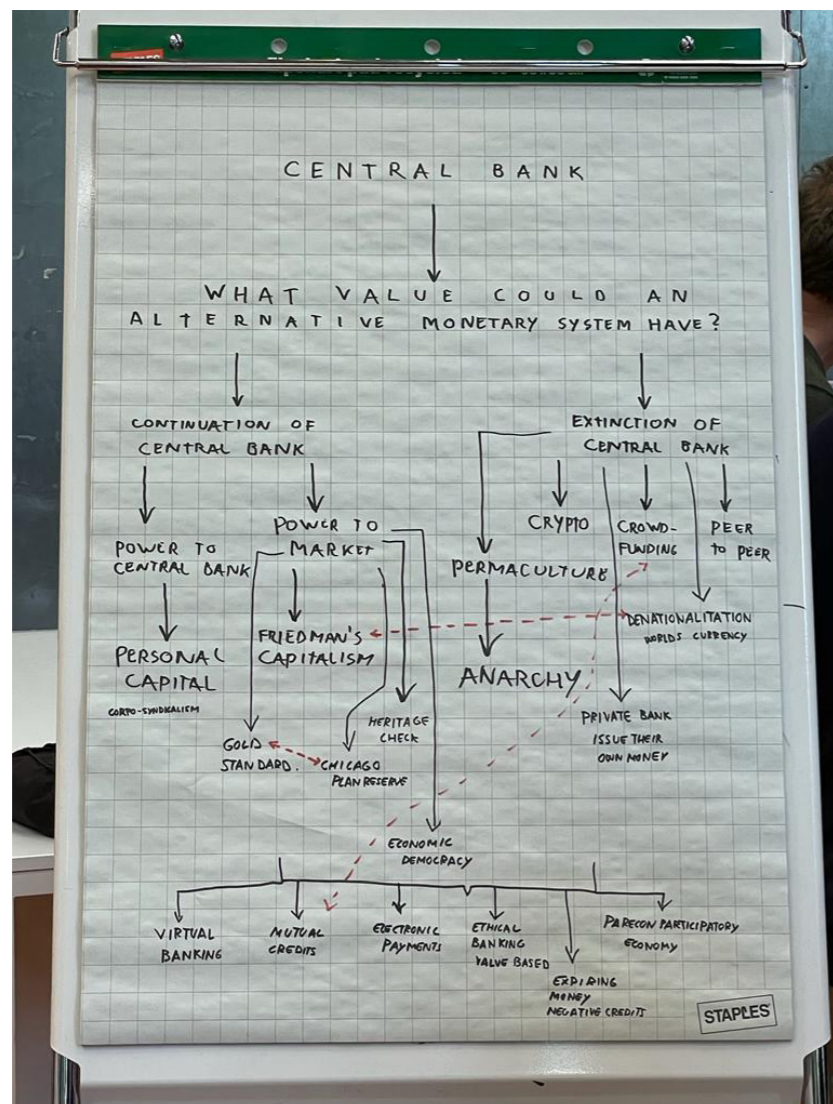 STAPLES
CENTRAL BANK
WHAT VALUE COULD AN
ALTERNATIVE MONETARY SYSTEM HAVE?
CONTINUATION OF
CENTRAL BANK
EXTINCTION OF
CENTRAL BANK
POWER TO
CENTRAL BANK
POWER TO
MARKET
CRYPTO
CROWD-
FUNDING
PEER
to PEER
PERMACULTURE
PERSONAL
CAPITAL
CORPO-SYNDICALISM
FRIEDMAN'S
CAPITALISM
ANARCHY
DENATIONALITATION
WORLDS CURRENCY
HERITAGE
CHECK
PRIVATE BANK
ISSUE THEIR
OWN MONEY
GOLD
STANDARD.
CHICAGO
PLAN RESERVE
ECONOMIC
DEMOCRACY
VIRTUAL
BANKING
MUTUAL
CREDITS
ELECTRONIC
PAYMENTS
ETHICAL
BANKING
VALUE BASED
EXPIRING
MONEY
NEGATIVE CREDITS
PARECON PARTICIPATORY
ECONOMY
STAPLES